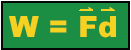 W = F⃗d⃗